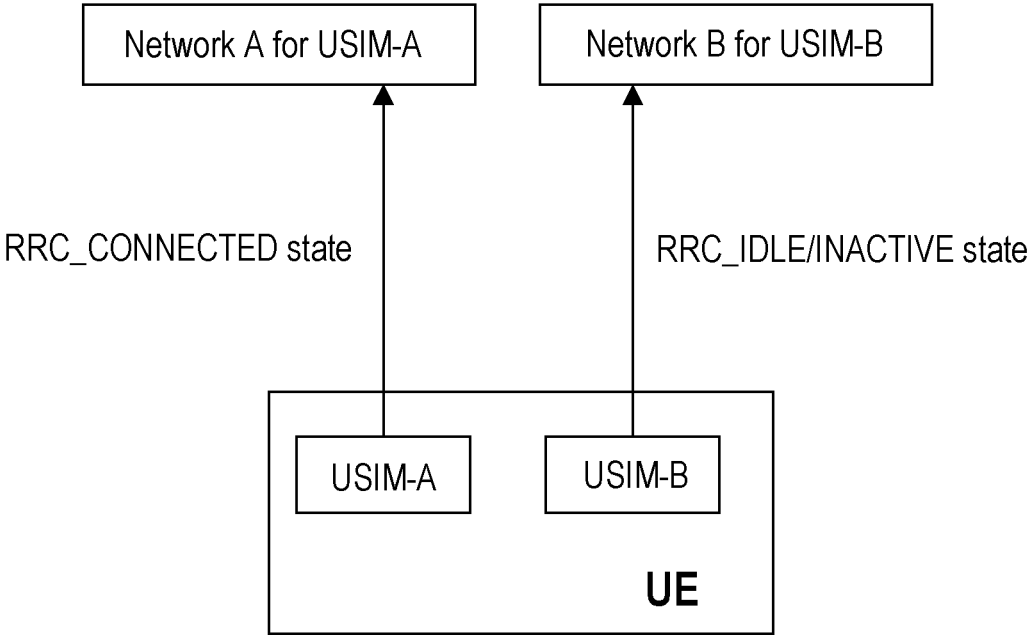 Network A for USIM-A
Network B for USIM-B
RRC_CONNECTED state
RRC_IDLE/INACTIVE state
USIM-A
USIM-B
UE